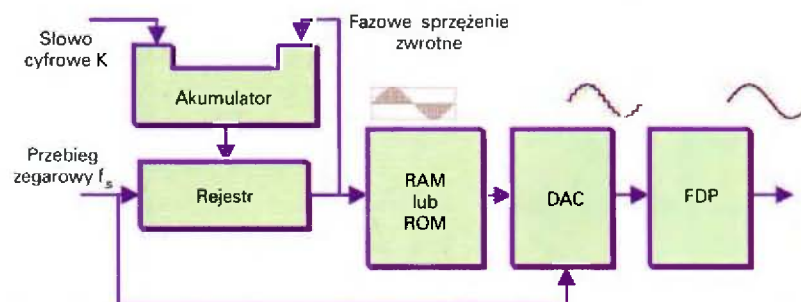 Słowo
cyfrowe K
Fazowe sprzężenie
zwrotne
Akumulator
Przebieg
zegarowy fs
Rejestr
RAM
lub
ROM
DAC
FDP